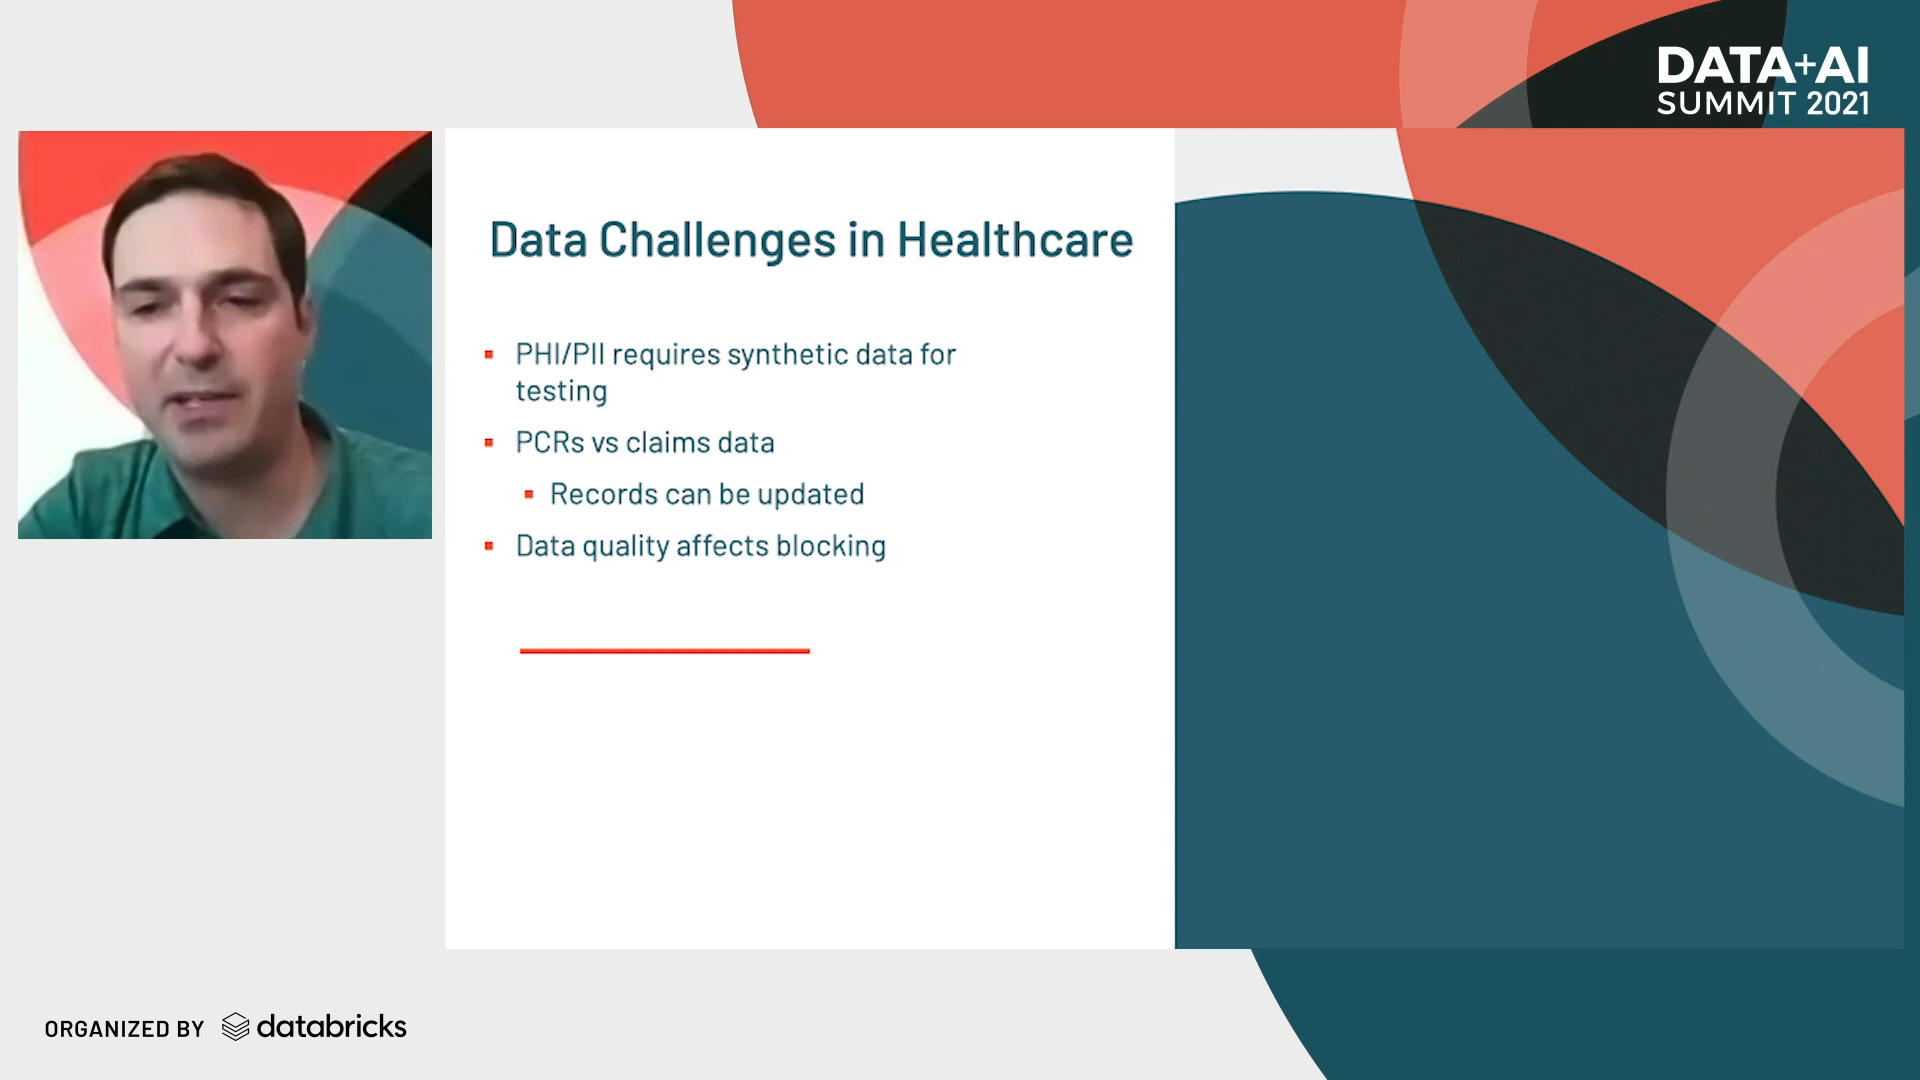 DATA+AI
SUMMIT 2021
Data Challenges in Healthcare
PHI/PII requires synthetic data for
testing
PCRs vs claims data
Records can be updated
Data quality affects blocking
ORGANIZED BY databricks